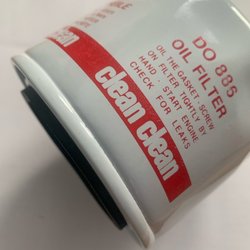 DO 885
OIL FILTER
OIL THE GASKET. SCREW
ON FILTER TIGHTLY BY
HAND. START ENGINE
CHECK FOR LEAKS
clean clean